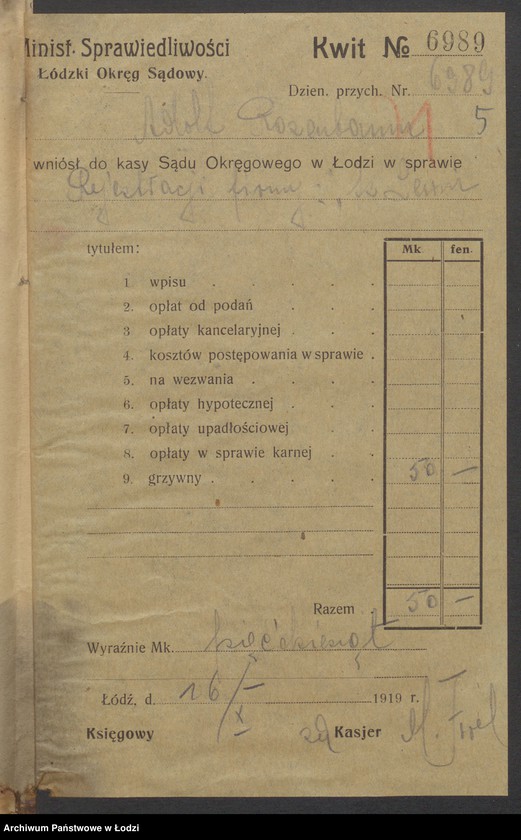 Minist. Sprawiedliwości
Łódzki Okręg Sądowy.
Kwit № 6989
Dzien. przych. Nr. 6989
Adolf Rozenbaum 5
wniósł do kasy Sądu Okręgowego w Łodzi w sprawie
Rejestracji firmy:
tytułem:
Mk. fen.
1. wpisu
2. opłat od podań
3 opłaty kancelaryjnej
4. kosztów postępowania w sprawie
5. na wezwania
6. opłaty hypotecznej
7. opłaty upadłościowej
8. opłaty w sprawie karnej
9. grzywny
50 —
Razem 50 —
Wyraźnie Mk. pięćdziesiąt
Łódź, d. 16/X 1919 r.
Księgowy za Kasjer M.
Archiwum Państwowe w Łodzi